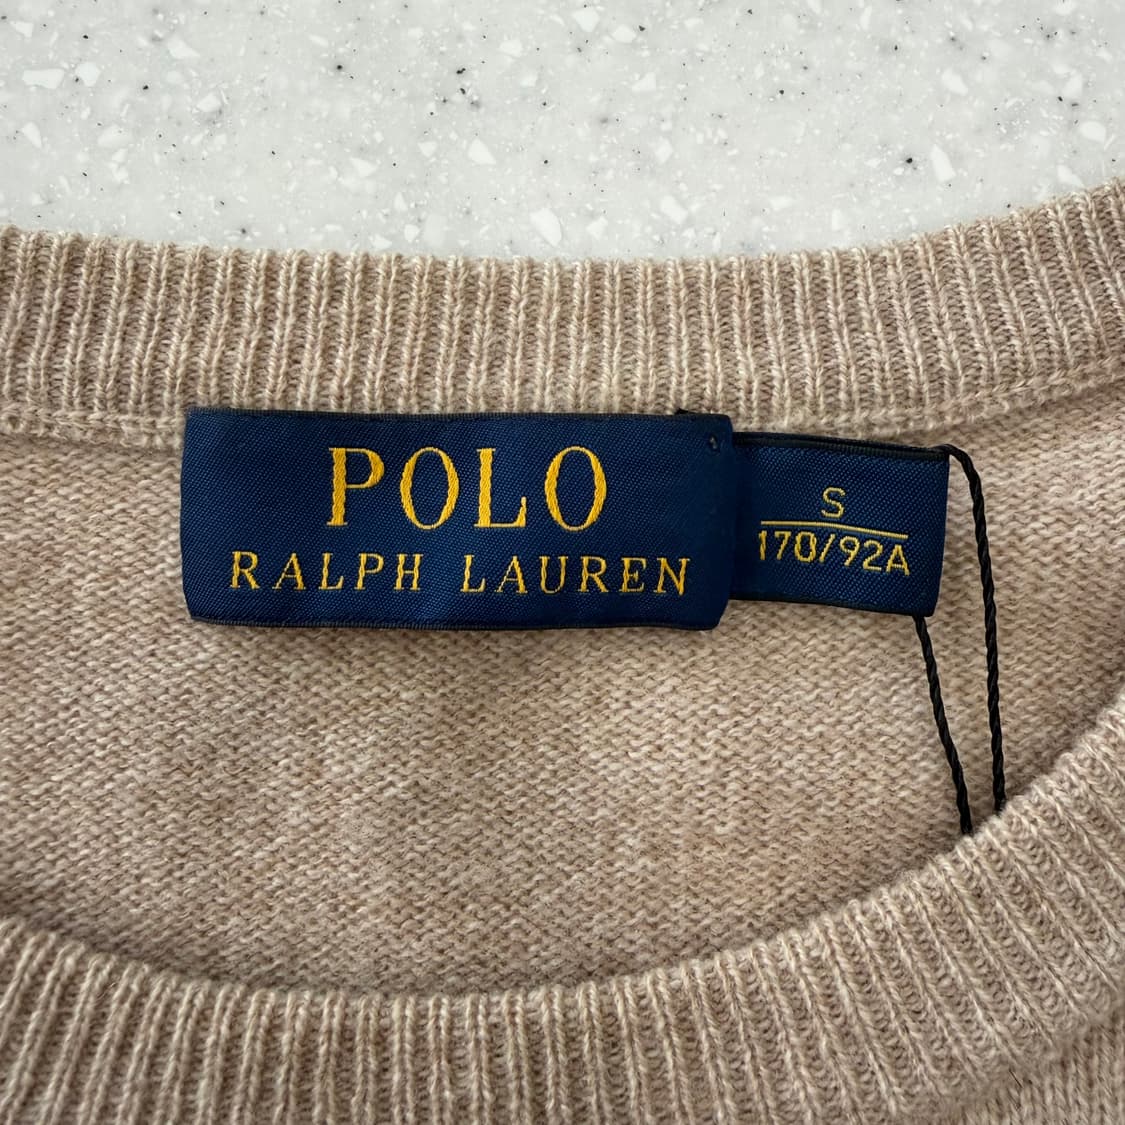 POLO
RALPH LAUREN
S
170/92A